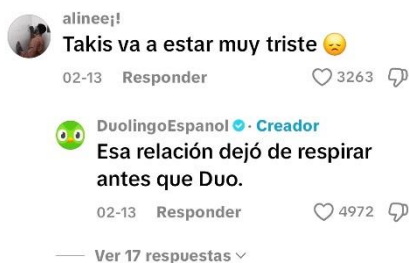 alinee¡!
Takis va a estar muy triste 😞
02-13 Responder 3263
DuolingoEspanol · Creador
Esa relación dejó de respirar
antes que Duo.
02-13 Responder 4972
Ver 17 respuestas